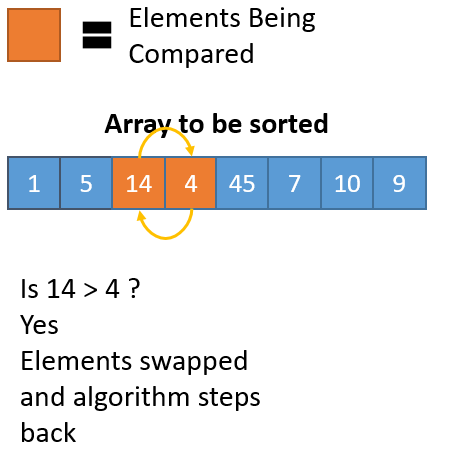 Elements Being
Compared
Array to be sorted
1 5 14 4 45 7 10 9
Is 14 > 4 ?
Yes
Elements swapped
and algorithm steps
back